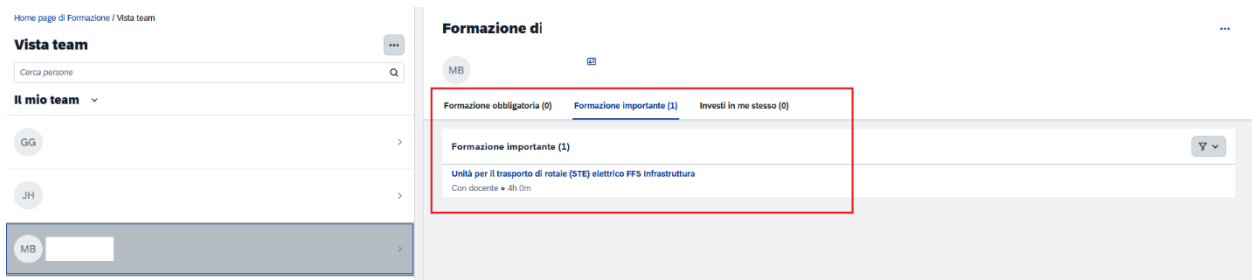 Home page di Formazione / Vista team
Vista team
Cerca persone
Il mio team
GG
JH
MB
Formazione di
MB
Formazione obbligatoria (0) Formazione importante (1) Investi in me stesso (0)
Formazione importante (1)
Unità per il trasporto di rotaie (STE) elettrico FFS Infrastruttura
Con docente • 4h 0m